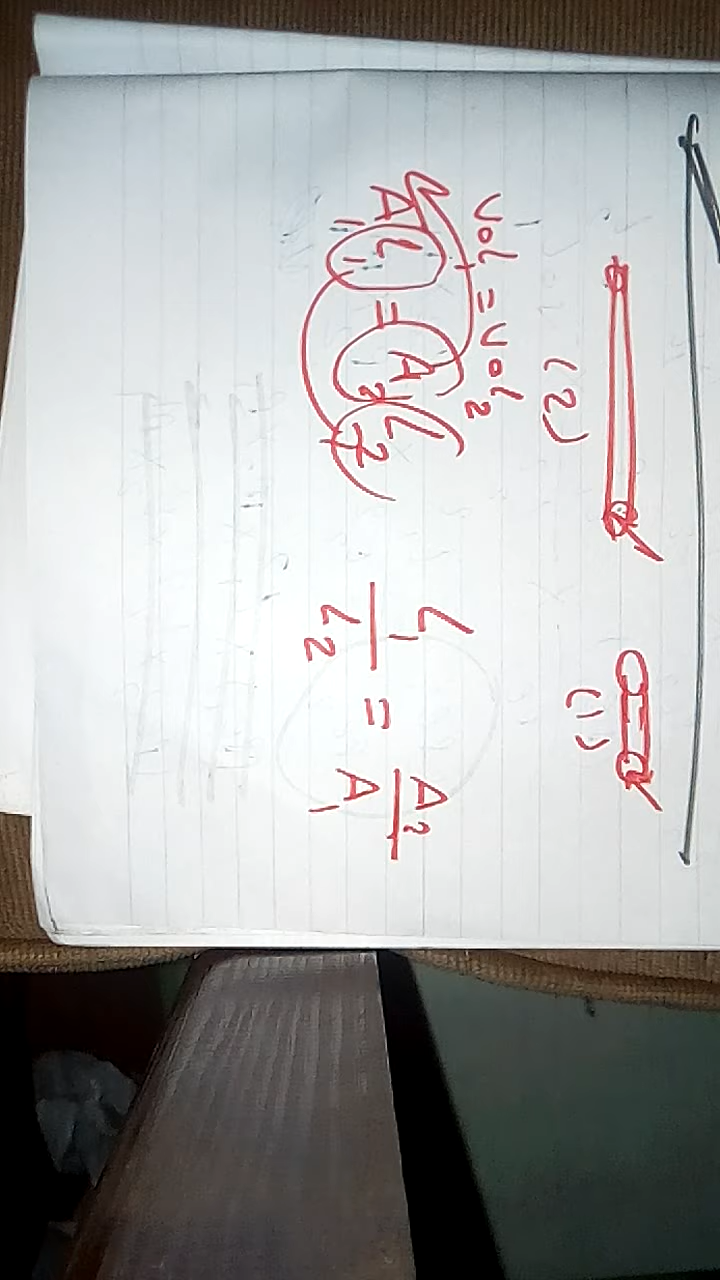 (2) (1)
Vol₁ = Vol₂
A₁L₁ = A₂L₂
L₁/L₂ = A₂/A₁